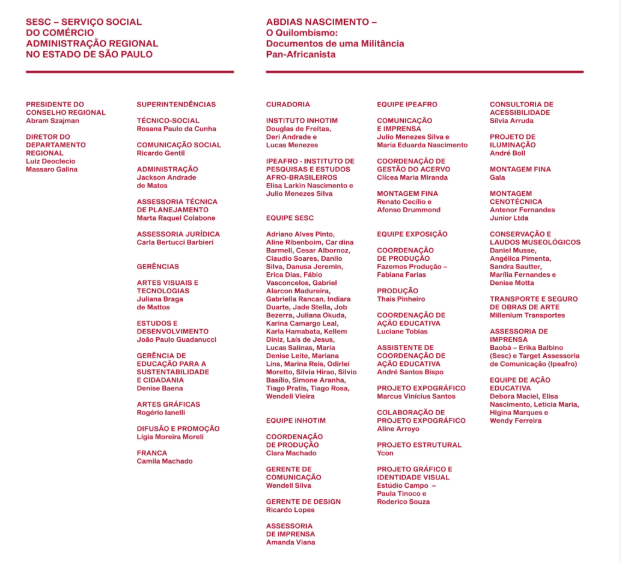 SESC – SERVIÇO SOCIAL
DO COMÉRCIO
ADMINISTRAÇÃO REGIONAL
NO ESTADO DE SÃO PAULO
ABDIAS NASCIMENTO –
O Quilombismo:
Documentos de uma Militância
Pan-Africanista
PRESIDENTE DO
CONSELHO REGIONAL
Abram Szajman
DIRETOR DO
DEPARTAMENTO
REGIONAL
Luiz Deoclecio
Massaro Galina
SUPERINTENDÊNCIAS
TÉCNICO-SOCIAL
Rosana Paulo da Cunha
COMUNICAÇÃO SOCIAL
Ricardo Gentil
ADMINISTRAÇÃO
Jackson Andrade
de Matos
ASSESSORIA TÉCNICA
DE PLANEJAMENTO
Marta Raquel Colabone
ASSESSORIA JURÍDICA
Carla Bertucci Barbieri
GERÊNCIAS
ARTES VISUAIS E
TECNOLOGIAS
Juliana Braga
de Mattos
ESTUDOS E
DESENVOLVIMENTO
João Paulo Guadanucci
GERÊNCIA DE
EDUCAÇÃO PARA A
SUSTENTABILIDADE
E CIDADANIA
Denise Baena
ARTES GRÁFICAS
Rogério Ianelli
DIFUSÃO E PROMOÇÃO
Ligia Moreira Moreli
FRANCA
Camila Machado
CURADORIA
INSTITUTO INHOTIM
Douglas de Freitas,
Deri Andrade e
Lucas Menezes
IPEAFRO - INSTITUTO DE
PESQUISAS E ESTUDOS
AFRO-BRASILEIROS
Elisa Larkin Nascimento e
Julio Menezes Silva
EQUIPE SESC
Adriano Alves Pinto,
Aline Ribenboim, Car dina
Barmell, Cesar Albornoz,
Claudio Soares, Danilo
Silva, Danusa Jeremin,
Erica Dias, Fábio
Vasconcelos, Gabriel
Alarcon Madureira,
Gabriella Rancan, Indiara
Duarte, Jade Stella, Job
Bezerra, Juliana Okuda,
Karina Camargo Leal,
Karla Hamabata, Kellem
Diniz, Laís de Jesus,
Lucas Salinas, Maria
Denise Leite, Mariana
Lins, Marina Reis, Odirlei
Moretto, Silvia Hirao, Silvio
Basílio, Simone Aranha,
Tiago Pratis, Tiago Rosa,
Wendell Vieira
EQUIPE INHOTIM
COORDENAÇÃO
DE PRODUÇÃO
Clara Machado
GERENTE DE
COMUNICAÇÃO
Wendell Silva
GERENTE DE DESIGN
Ricardo Lopes
ASSESSORIA
DE IMPRENSA
Amanda Viana
EQUIPE IPEAFRO
COMUNICAÇÃO
E IMPRENSA
Julio Menezes Silva e
Maria Eduarda Nascimento
COORDENAÇÃO DE
GESTÃO DO ACERVO
Clícea Maria Miranda
MONTAGEM FINA
Renato Cecílio e
Afonso Drummond
EQUIPE EXPOSIÇÃO
COORDENAÇÃO
DE PRODUÇÃO
Fazemos Produção –
Fabiana Farias
PRODUÇÃO
Thais Pinheiro
COORDENAÇÃO DE
AÇÃO EDUCATIVA
Luciane Tobias
ASSISTENTE DE
COORDENAÇÃO DE
AÇÃO EDUCATIVA
André Santos Bispo
PROJETO EXPOGRÁFICO
Marcus Vinícius Santos
COLABORAÇÃO DE
PROJETO EXPOGRÁFICO
Aline Arroyo
PROJETO ESTRUTURAL
Ycon
PROJETO GRÁFICO E
IDENTIDADE VISUAL
Estúdio Campo –
Paula Tinoco e
Roderico Souza
CONSULTORIA DE
ACESSIBILIDADE
Silvia Arruda
PROJETO DE
ILUMINAÇÃO
André Boll
MONTAGEM FINA
Gala
MONTAGEM
CENOTÉCNICA
Antenor Fernandes
Junior Ltda
CONSERVAÇÃO E
LAUDOS MUSEOLÓGICOS
Daniel Musse,
Angélica Pimenta,
Sandra Sautter,
Marília Fernandes e
Denise Motta
TRANSPORTE E SEGURO
DE OBRAS DE ARTE
Millenium Transportes
ASSESSORIA DE
IMPRENSA
Baobá – Erika Balbino
(Sesc) e Target Assessoria
de Comunicação (Ipeafro)
EQUIPE DE AÇÃO
EDUCATIVA
Debora Maciel, Elisa
Nascimento, Leticia Maria,
Higina Marques e
Wendy Ferreira